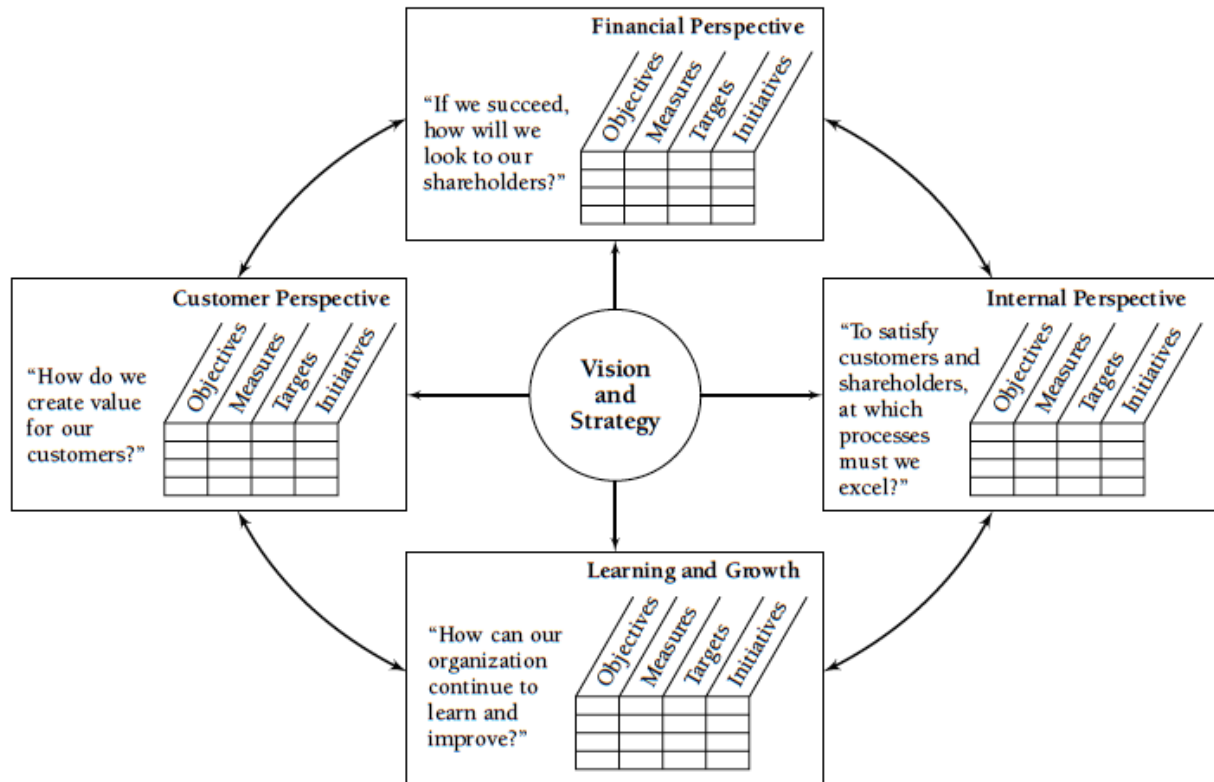 Financial Perspective
“If we succeed,
how will we
look to our
shareholders?”
Objectives
Measures
Targets
Initiatives
Customer Perspective
“How do we
create value
for our
customers?”
Objectives
Measures
Targets
Initiatives
Vision
and
Strategy
Internal Perspective
“To satisfy
customers and
shareholders,
at which
processes
must we
excel?”
Objectives
Measures
Targets
Initiatives
Learning and Growth
“How can our
organization
continue to
learn and
improve?”
Objectives
Measures
Targets
Initiatives